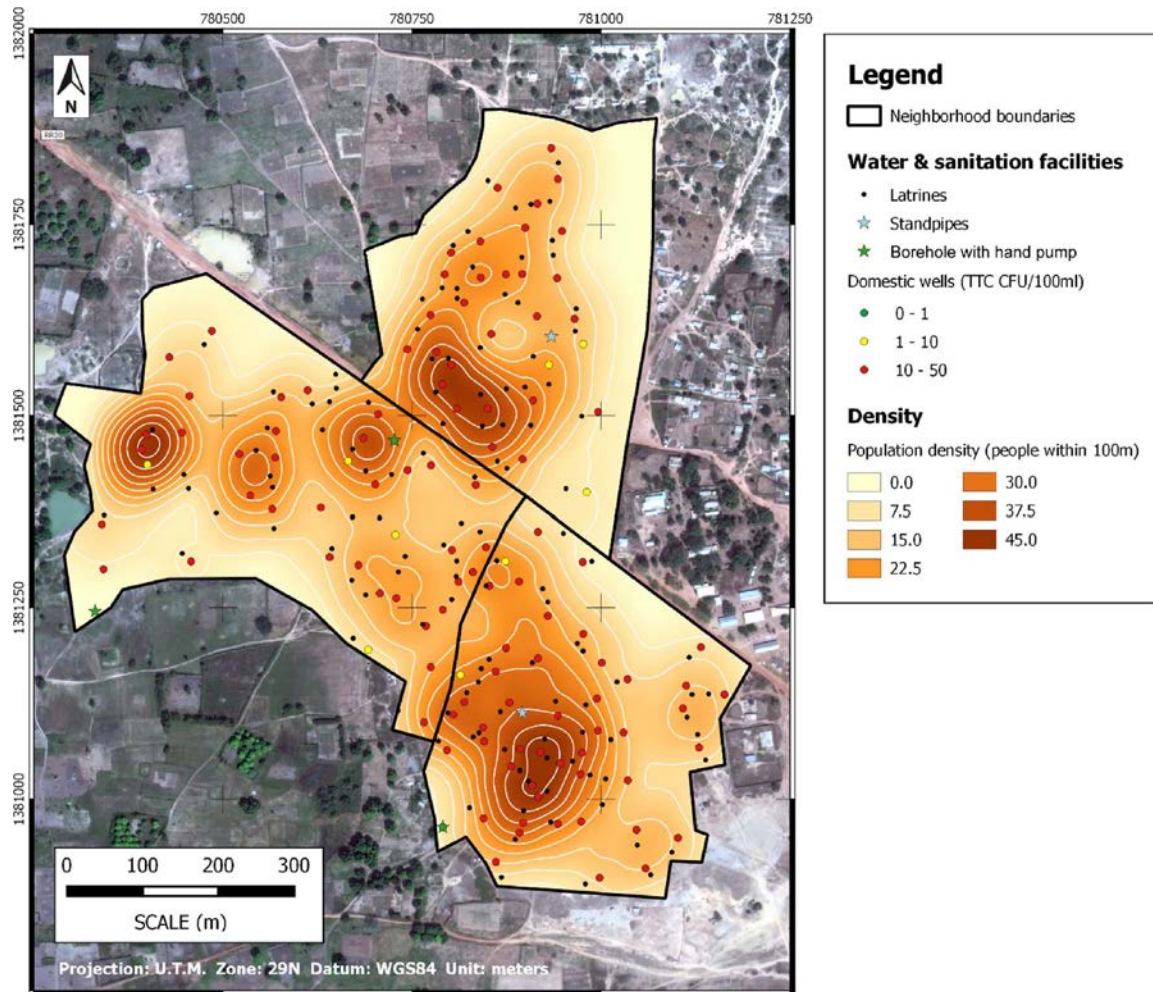 780500 780750 781000 781250
1382000
1381750
1381500
1381250
1381000
N
RR20
0 100 200 300
SCALE (m)
Projection: U.T.M. Zone: 29N Datum: WGS84 Unit: meters
Legend
Neighborhood boundaries
Water & sanitation facilities
Latrines
Standpipes
Borehole with hand pump
Domestic wells (TTC CFU/100ml)
0 - 1
1 - 10
10 - 50
Density
Population density (people within 100m)
0.0 30.0
7.5 37.5
15.0 45.0
22.5